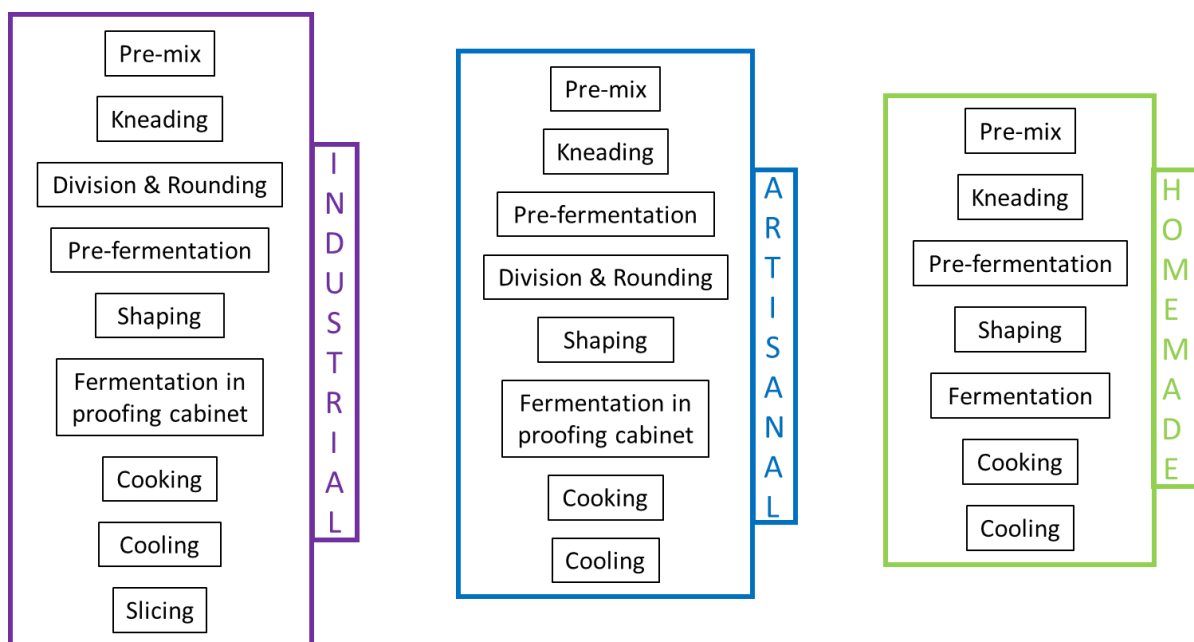 Pre-mix
Kneading
Division & Rounding
Pre-fermentation
Shaping
Fermentation in
proofing cabinet
Cooking
Cooling
Slicing
INDUSTRIAL
Pre-mix
Kneading
Pre-fermentation
Division & Rounding
Shaping
Fermentation in
proofing cabinet
Cooking
Cooling
ARTISANAL
Pre-mix
Kneading
Pre-fermentation
Shaping
Fermentation
Cooking
Cooling
HOMEMADE